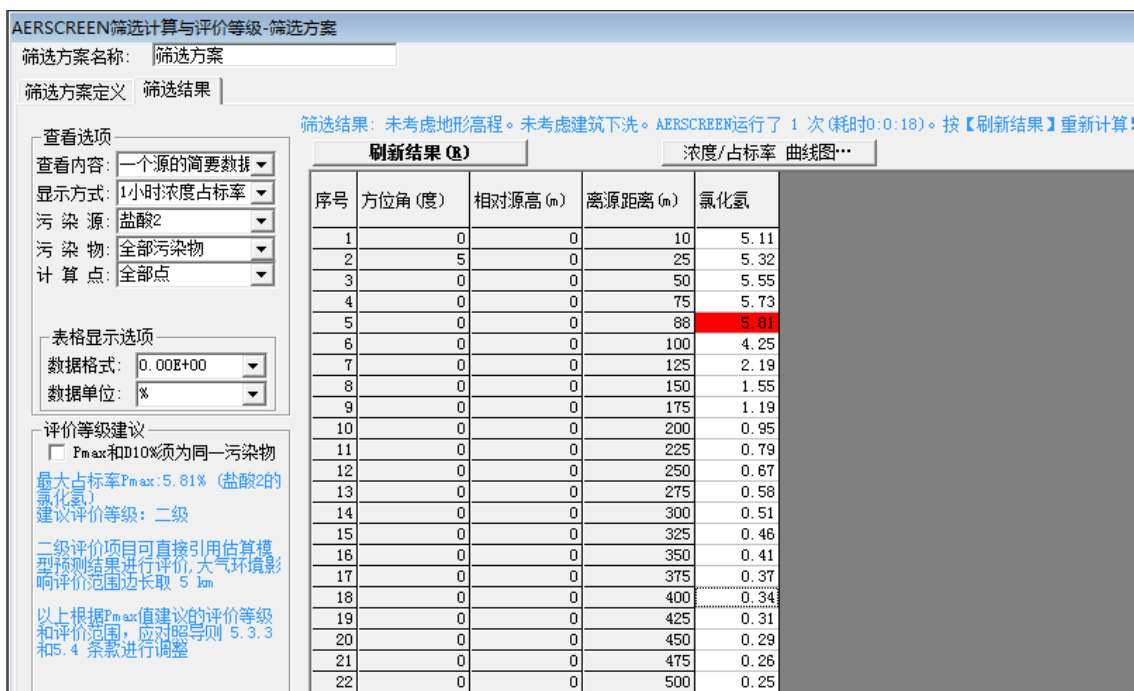 AERSCREEN筛选计算与评价等级-筛选方案
筛选方案名称: 筛选方案
筛选方案定义 筛选结果
筛选结果: 未考虑地形高程。未考虑建筑下洗。AERSCREEN运行了 1 次(耗时0:0:18)。按【刷新结果】重新计算!
刷新结果(R) 浓度/占标率 曲线图…
查看选项
查看内容: 一个源的简要数据
显示方式: 1小时浓度占标率
污 染 源: 盐酸2
污 染 物: 全部污染物
计 算 点: 全部点
表格显示选项
数据格式: 0.00E+00
数据单位: %
评价等级建议
Pmax和D10%须为同一污染物
最大占标率Pmax:5.81% (盐酸2的
氯化氢)
建议评价等级: 二级
二级评价项目可直接引用估算模
型预测结果进行评价,大气环境影
响评价范围边长取 5 km
以上根据Pmax值建议的评价等级
和评价范围, 应对照导则 5.3.3
和5.4 条款进行调整
序号 方位角(度) 相对源高(m) 离源距离(m) 氯化氢
1 0 0 10 5.11
2 5 0 25 5.32
3 0 0 50 5.55
4 0 0 75 5.73
5 0 0 88 5.81
6 0 0 100 4.25
7 0 0 125 2.19
8 0 0 150 1.55
9 0 0 175 1.19
10 0 0 200 0.95
11 0 0 225 0.79
12 0 0 250 0.67
13 0 0 275 0.58
14 0 0 300 0.51
15 0 0 325 0.46
16 0 0 350 0.41
17 0 0 375 0.37
18 0 0 400 0.34
19 0 0 425 0.31
20 0 0 450 0.29
21 0 0 475 0.26
22 0 0 500 0.25